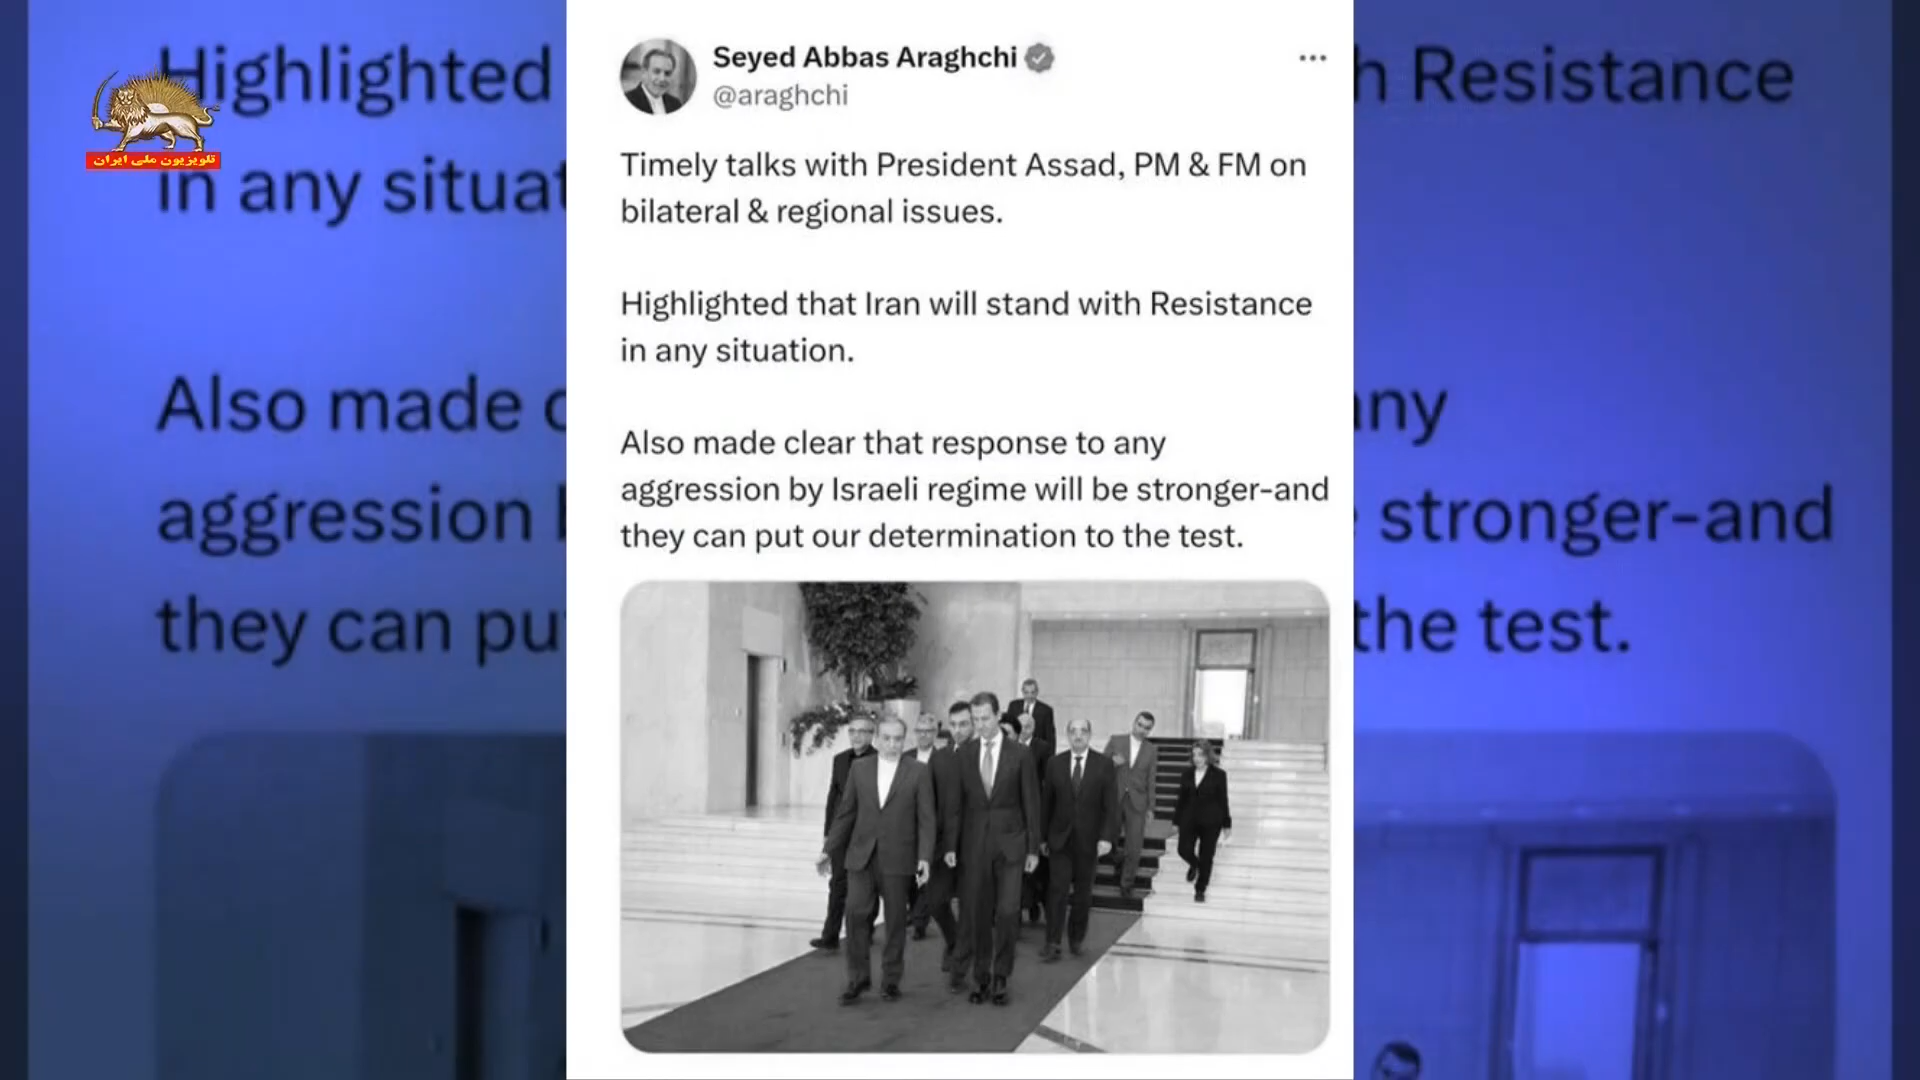 Highlighted
h Resistance
in any situat
Also made c
any
aggression b
stronger-and
they can pu
the test.
تلویزیون ملی ایران
Seyed Abbas Araghchi
@araghchi
Timely talks with President Assad, PM & FM on
bilateral & regional issues.
Highlighted that Iran will stand with Resistance
in any situation.
Also made clear that response to any
aggression by Israeli regime will be stronger-and
they can put our determination to the test.